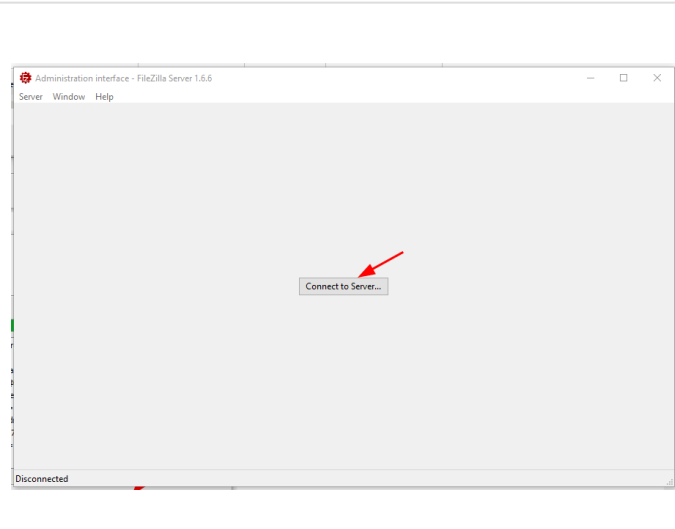 Administration interface - FileZilla Server 1.6.6
Server Window Help
Connect to Server...
Disconnected